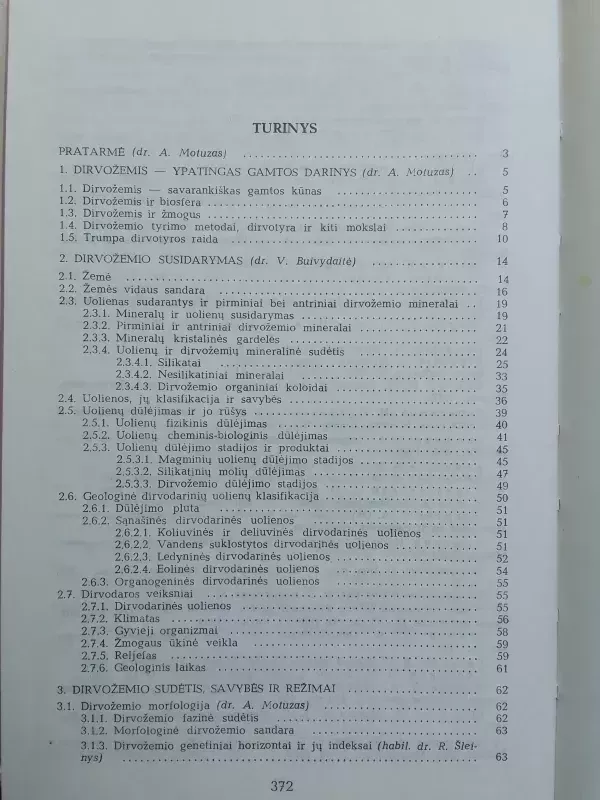 TURINYS
PRATARMĖ (dr. A. Motuzas) 3
1. DIRVOŽEMIS — YPATINGAS GAMTOS DARINYS (dr. A. Motuzas) .. 5
1.1. Dirvožemis — savarankiškas gamtos kūnas 5
1.2. Dirvožemis ir biosfera 6
1.3. Dirvožemis ir žmogus 7
1.4. Dirvožemio tyrimo metodai, dirvotyra ir kiti mokslai 8
1.5. Trumpa dirvotyros raida 10
2. DIRVOŽEMIO SUSIDARYMAS (dr. V. Buivydaitė) 14
2.1. Žemė 14
2.2. Žemės vidaus sandara 16
2.3. Uolienas sudarantys ir pirminiai bei antriniai dirvožemio mineralai .. 19
2.3.1. Mineralų ir uolienų susidarymas 19
2.3.2. Pirminiai ir antriniai dirvožemio mineralai 21
2.3.3. Mineralų kristalinės gardelės 22
2.3.4. Uolienų ir dirvožemių mineralinė sudėtis 24
2.3.4.1. Silikatai 25
2.3.4.2. Nesilikatiniai mineralai 33
2.3.4.3. Dirvožemio organiniai koloidai 35
2.4. Uolienos, jų klasifikacija ir savybės 36
2.5. Uolienų dūlėjimas ir jo rūšys 39
2.5.1. Uolienų fizikinis dūlėjimas 40
2.5.2. Uolienų cheminis-biologinis dūlėjimas 41
2.5.3. Uolienų dūlėjimo stadijos ir produktai 45
2.5.3.1. Magminių uolienų dūlėjimo stadijos 45
2.5.3.2. Silikatinių molių dūlėjimas 47
2.5.3.3. Dirvožemio dūlėjimo stadijos 49
2.6. Geologinė dirvodarinių uolienų klasifikacija 50
2.6.1. Dūlėjimo pluta 51
2.6.2. Sąnašinės dirvodarinės uolienos 51
2.6.2.1. Koliuvinės ir deliuvinės dirvodarinės uolienos 51
2.6.2.2. Vandens suklostytos dirvodarinės uolienos 51
2.6.2.3. Ledyninės dirvodarinės uolienos 52
2.6.2.4. Eolinės dirvodarinės uolienos 54
2.6.3. Organogeninės dirvodarinės uolienos 55
2.7. Dirvodaros veiksniai 55
2.7.1. Dirvodarinės uolienos 55
2.7.2. Klimatas 56
2.7.3. Gyvieji organizmai 58
2.7.4. Žmogaus ūkinė veikla 59
2.7.5. Reljefas 59
2.7.6. Geologinis laikas 61
3. DIRVOŽEMIO SUDĖTIS, SAVYBĖS IR REŽIMAI 62
3.1. Dirvožemio morfologija (dr. A. Motuzas) 62
3.1.1. Dirvožemio fazinė sudėtis 62
3.1.2. Morfologinė dirvožemio sandara 63
3.1.3. Dirvožemio genetiniai horizontai ir jų indeksai (habil. dr. R. Šlei-
nys) 63
372